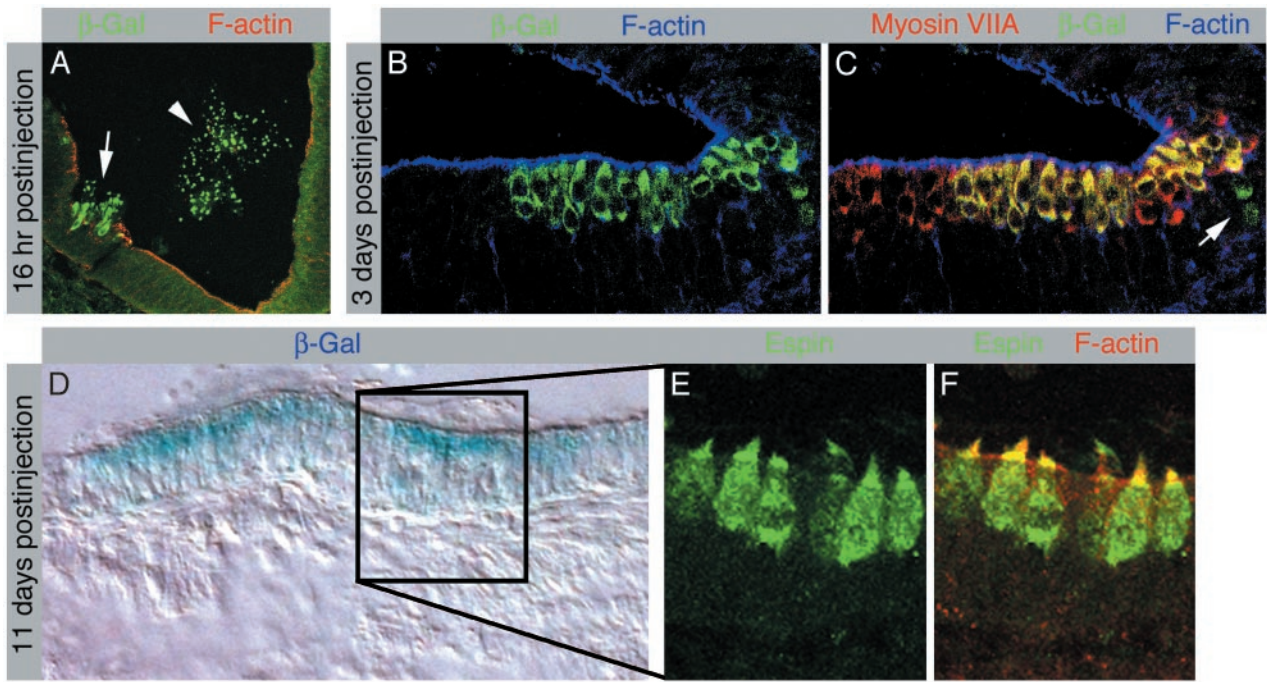 β-Gal F-actin
β-Gal F-actin
Myosin VIIA β-Gal F-actin
16 hr postinjection
A
3 days postinjection
B
C
β-Gal
Espin
Espin F-actin
11 days postinjection
D
E
F